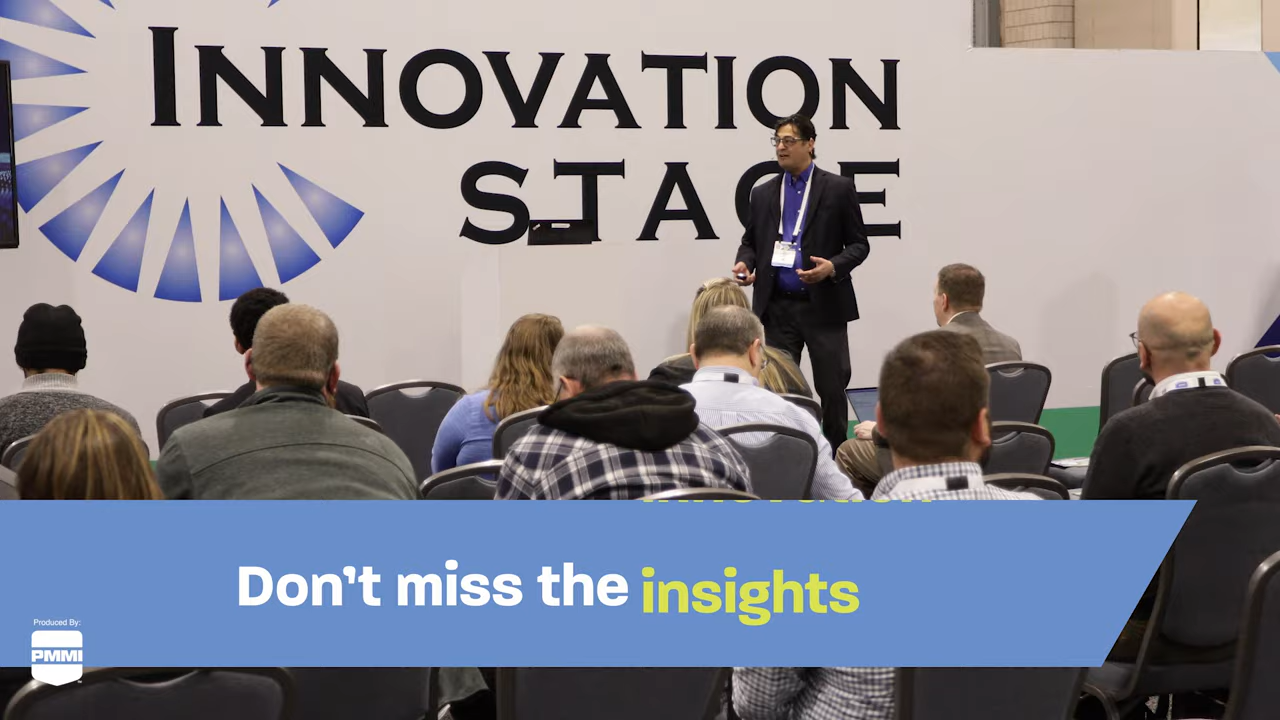 INNOVATION
STAGE
Don't miss the insights
Produced By:
PMMI